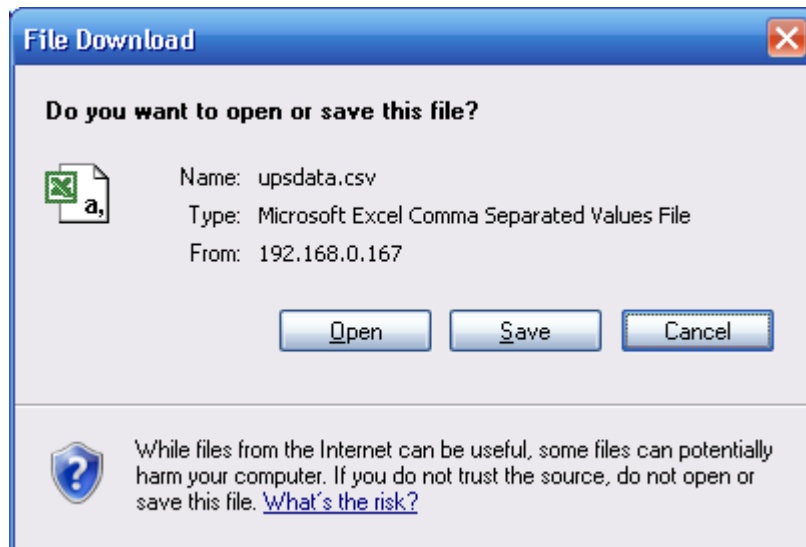 File Download
Do you want to open or save this file?
a,
Name: upsdata.csv
Type: Microsoft Excel Comma Separated Values File
From: 192.168.0.167
Open Save Cancel
While files from the Internet can be useful, some files can potentially
harm your computer. If you do not trust the source, do not open or
save this file. What's the risk?